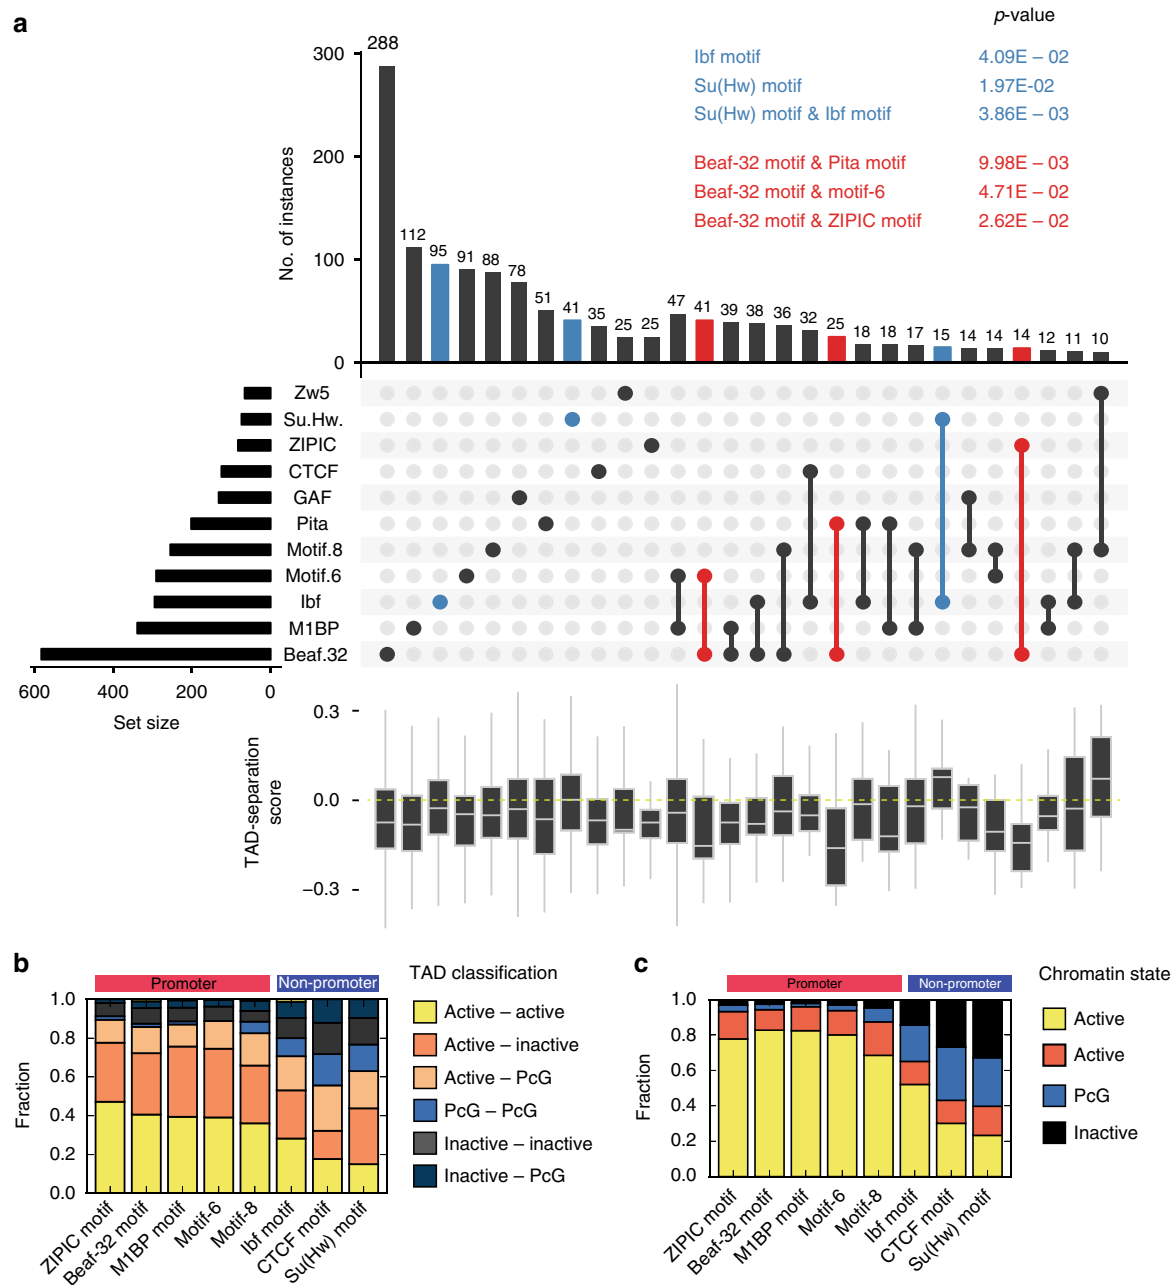 a
p-value
Ibf motif 4.09E – 02
Su(Hw) motif 1.97E-02
Su(Hw) motif & Ibf motif 3.86E – 03
Beaf-32 motif & Pita motif 9.98E – 03
Beaf-32 motif & motif-6 4.71E – 02
Beaf-32 motif & ZIPIC motif 2.62E – 02
No. of instances
300
200
100
0
288 112 95 91 88 78 51 41 35 25 25 47 41 39 38 36 32 25 18 18 17 15 14 14 14 12 11 10
Zw5
Su.Hw.
ZIPIC
CTCF
GAF
Pita
Motif.8
Motif.6
Ibf
M1BP
Beaf.32
600 400 200 0
Set size
TAD-separation
score
0.3
0.0
−0.3
b
Promoter Non-promoter
Fraction
1.0
0.8
0.6
0.4
0.2
0.0
ZIPIC motif
Beaf-32 motif
M1BP motif
Motif-6
Motif-8
Ibf motif
CTCF motif
Su(Hw) motif
TAD classification
Active – active
Active – inactive
Active – PcG
PcG – PcG
Inactive – inactive
Inactive – PcG
c
Promoter Non-promoter
Fraction
1.0
0.8
0.6
0.4
0.2
0.0
ZIPIC motif
Beaf-32 motif
M1BP motif
Motif-6
Motif-8
Ibf motif
CTCF motif
Su(Hw) motif
Chromatin state
Active
Active
PcG
Inactive